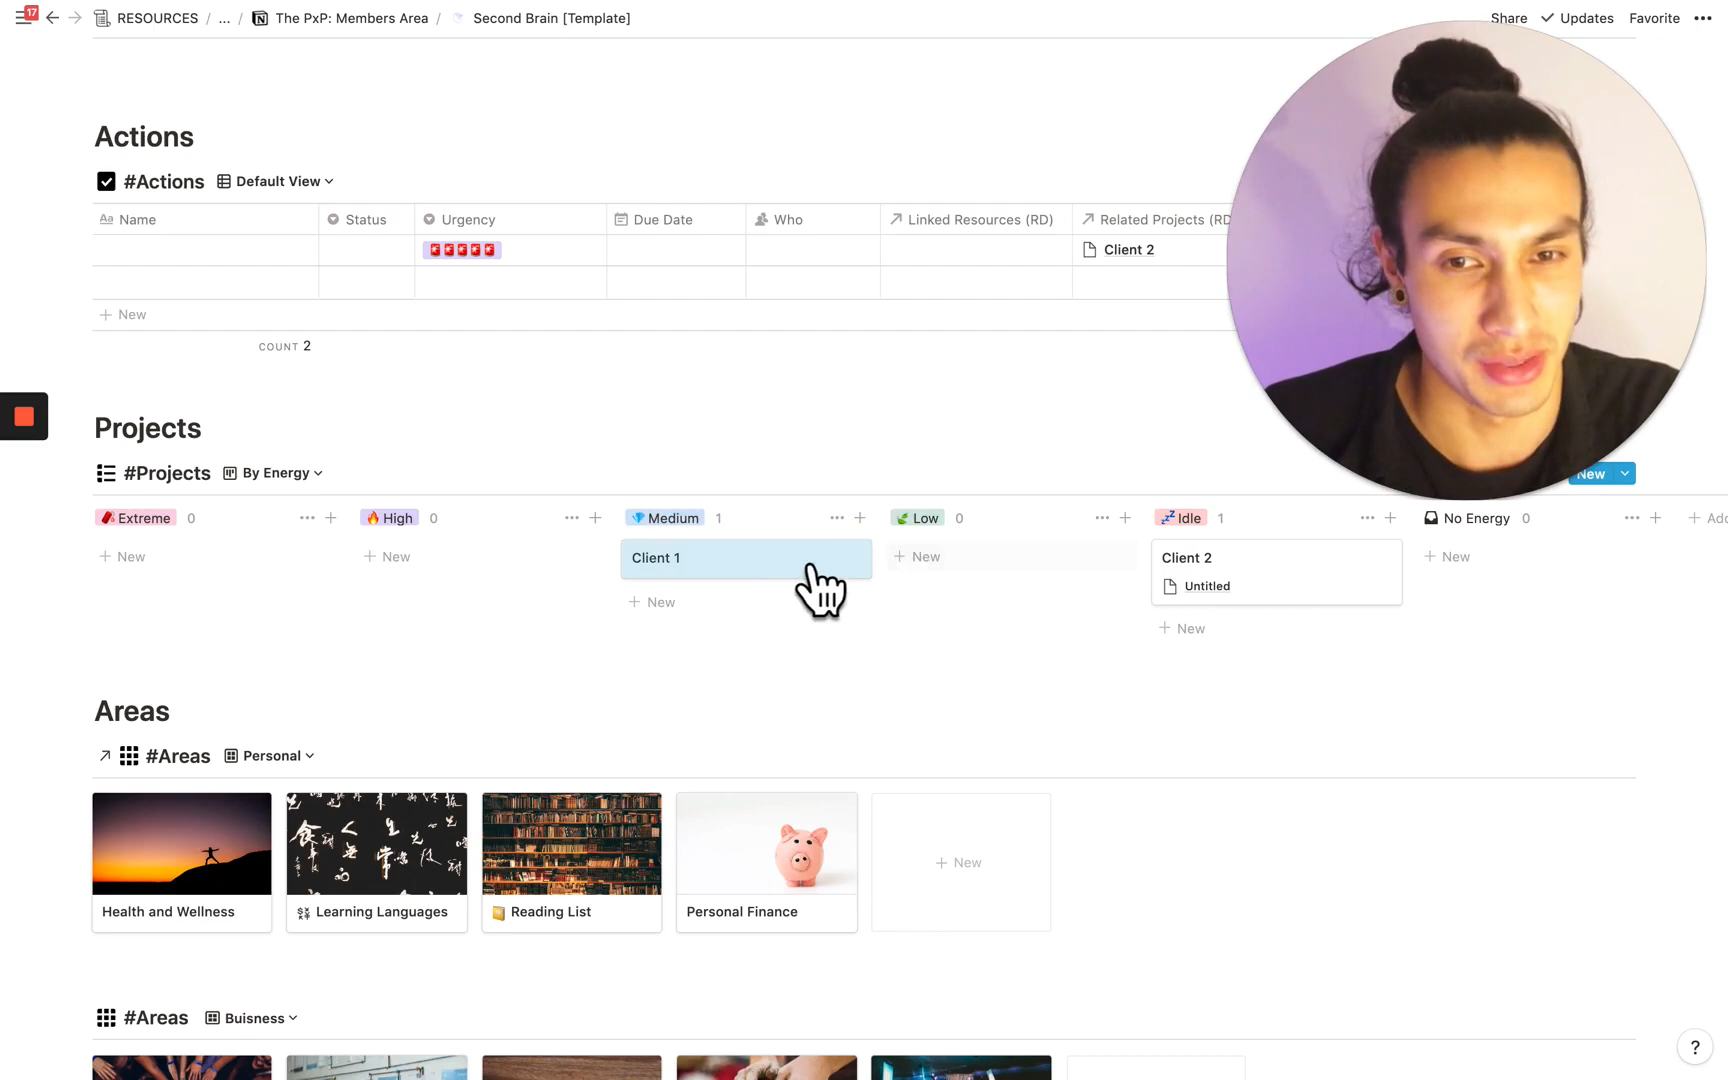 17 RESOURCES / ... / The PxP: Members Area / Second Brain [Template] Share Updates Favorite
Actions
#Actions Default View
Aa Name Status Urgency Due Date Who Linked Resources (RD) Related Projects (RD
Client 2
+ New
COUNT 2
Projects
#Projects By Energy New
Extreme 0 High 0 Medium 1 Low 0 Idle 1 No Energy 0 + Add
+ New + New Client 1 + New Client 2 + New
Untitled
+ New
+ New
Areas
#Areas Personal
+ New
Health and Wellness Learning Languages Reading List Personal Finance
#Areas Buisness
?